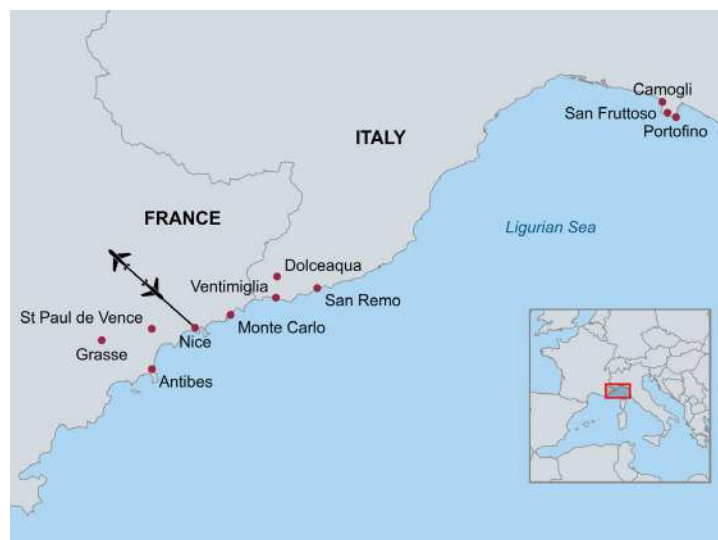 Camogli
San Fruttoso
Portofino
ITALY
FRANCE
Ligurian Sea
Dolceaqua
Ventimiglia
San Remo
St Paul de Vence
Nice
Monte Carlo
Grasse
Antibes